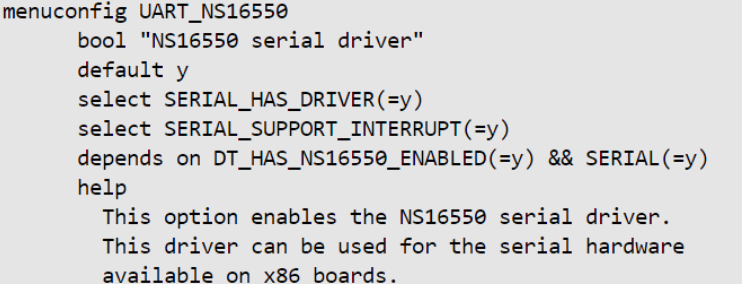 menuconfig UART_NS16550
bool "NS16550 serial driver"
default y
select SERIAL_HAS_DRIVER(=y)
select SERIAL_SUPPORT_INTERRUPT(=y)
depends on DT_HAS_NS16550_ENABLED(=y) && SERIAL(=y)
help
This option enables the NS16550 serial driver.
This driver can be used for the serial hardware
available on x86 boards.